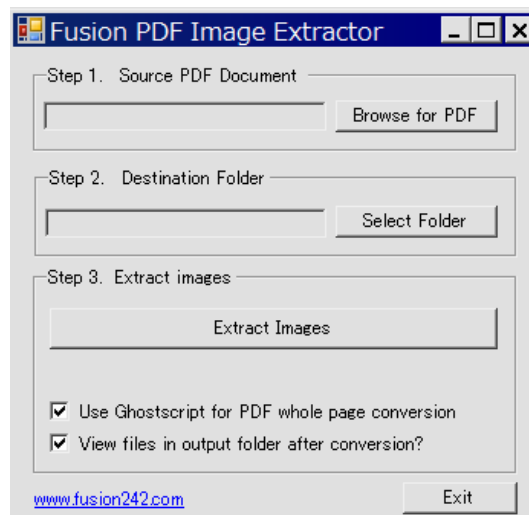 Fusion PDF Image Extractor
Step 1. Source PDF Document
Browse for PDF
Step 2. Destination Folder
Select Folder
Step 3. Extract images
Extract Images
Use Ghostscript for PDF whole page conversion
View files in output folder after conversion?
www.fusion242.com
Exit